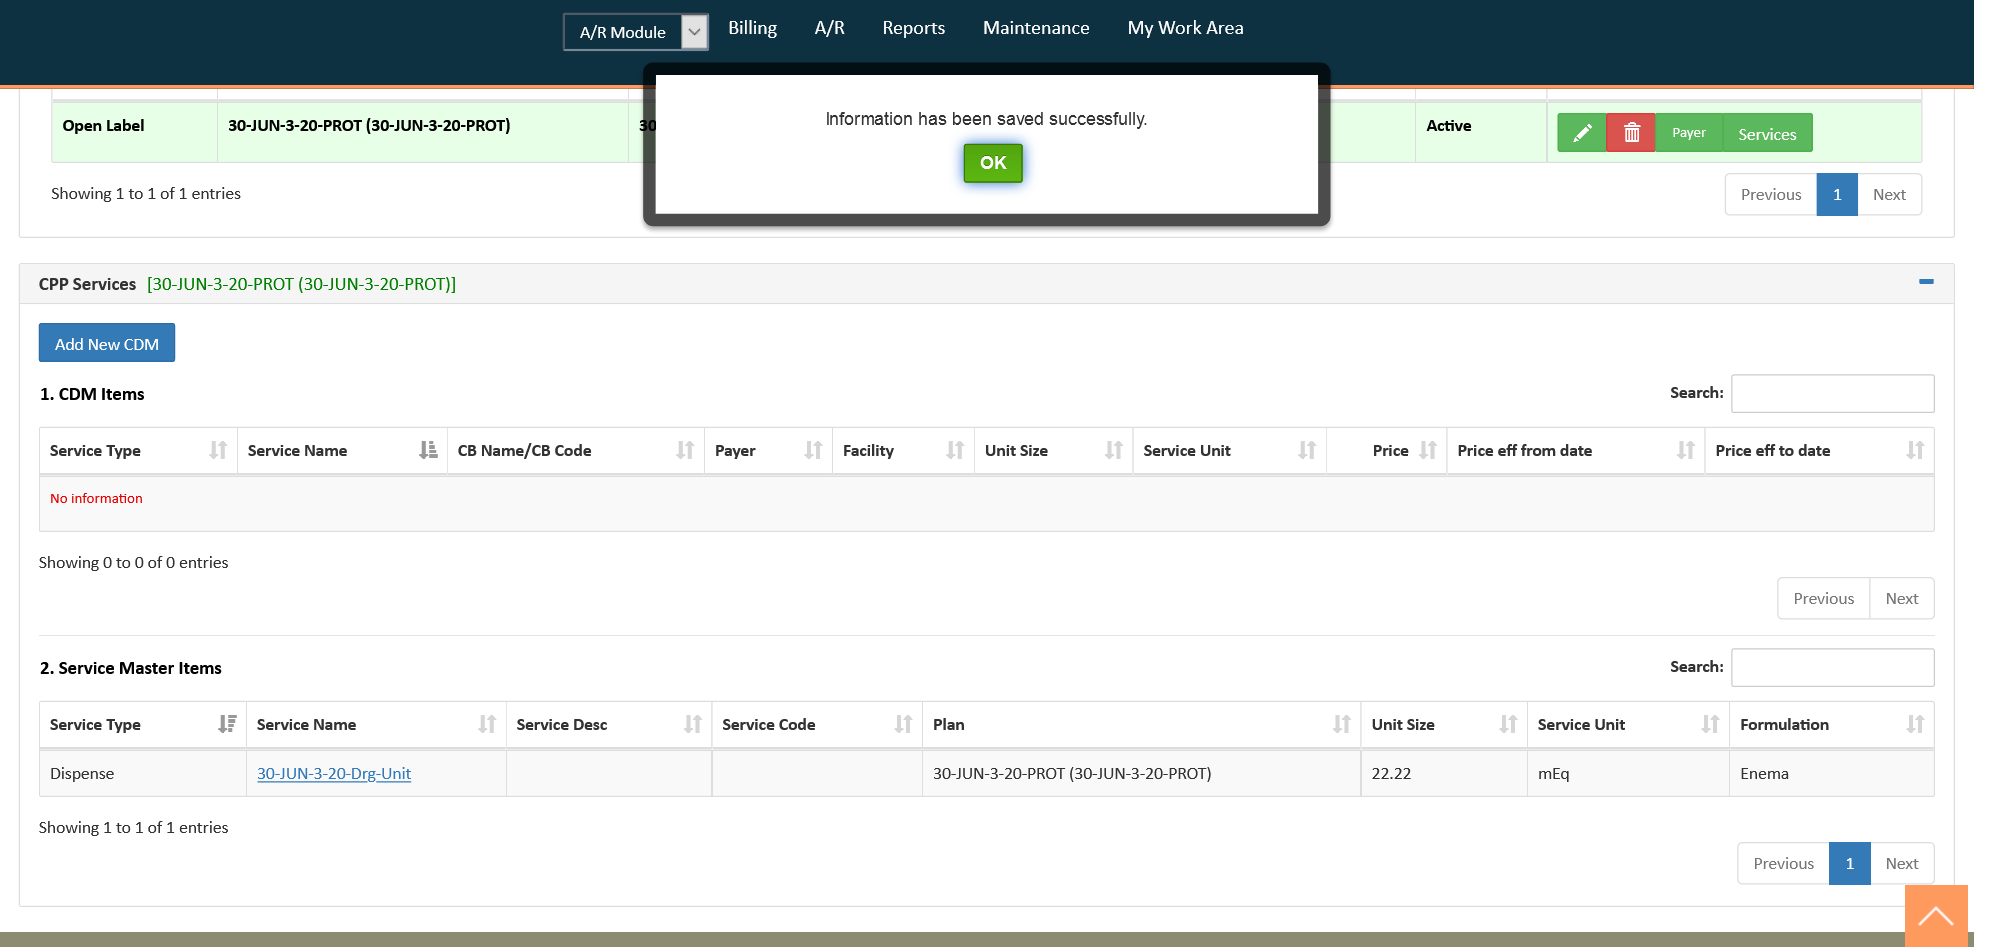 A/R Module Billing A/R Reports Maintenance My Work Area
Information has been saved successfully.
OK
Open Label 30-JUN-3-20-PROT (30-JUN-3-20-PROT) 30 Active Payer Services
Showing 1 to 1 of 1 entries Previous 1 Next
CPP Services [30-JUN-3-20-PROT (30-JUN-3-20-PROT)]
Add New CDM
1. CDM Items Search:
Service Type Service Name CB Name/CB Code Payer Facility Unit Size Service Unit Price Price eff from date Price eff to date
No information
Showing 0 to 0 of 0 entries
Previous Next
2. Service Master Items Search:
Service Type Service Name Service Desc Service Code Plan Unit Size Service Unit Formulation
Dispense 30-JUN-3-20-Drg-Unit 30-JUN-3-20-PROT (30-JUN-3-20-PROT) 22.22 mEq Enema
Showing 1 to 1 of 1 entries
Previous 1 Next